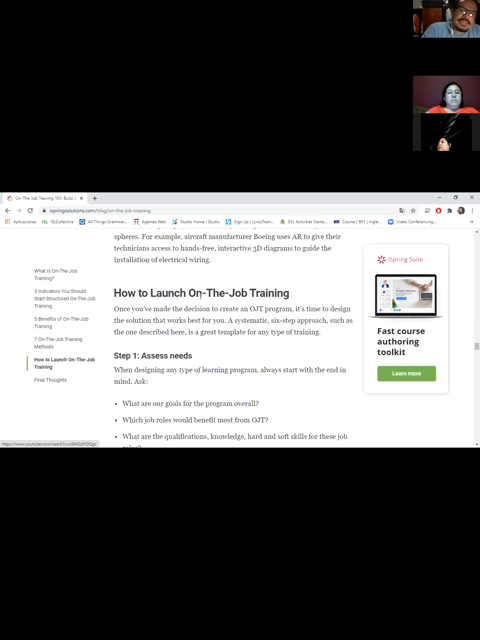 On-The-Job Training 101: Build
ispringsolutions.com/blog/on-the-job-training
Aplicaciones
ISLCollective
All Things Grammar
Agenda Web
Studio Home | Studio
Sign Up | LyricsTrain...
ESL Activities Game...
Course | 901 | Ingle...
Video Conferencing,...
spheres. For example, aircraft manufacturer Boeing uses AR to give their
technicians access to hands-free, interactive 3D diagrams to guide the
installation of electrical wiring.
What Is On-The-Job
Training?
3 Indicators You Should
Start Structured On-The-Job
Training
5 Benefits of On-The-Job
Training
7 On-The-Job Training
Methods
How to Launch On-The-Job
Training
Final Thoughts
How to Launch On-The-Job Training
Once you've made the decision to create an OJT program, it's time to design
the solution that works best for you. A systematic, six-step approach, such as
the one described here, is a great template for any type of training.
Step 1: Assess needs
When designing any type of learning program, always start with the end in
mind. Ask:
• What are our goals for the program overall?
• Which job roles would benefit most from OJT?
• What are the qualifications, knowledge, hard and soft skills for these job
iSpring Suite
Fast course
authoring
toolkit
Learn more